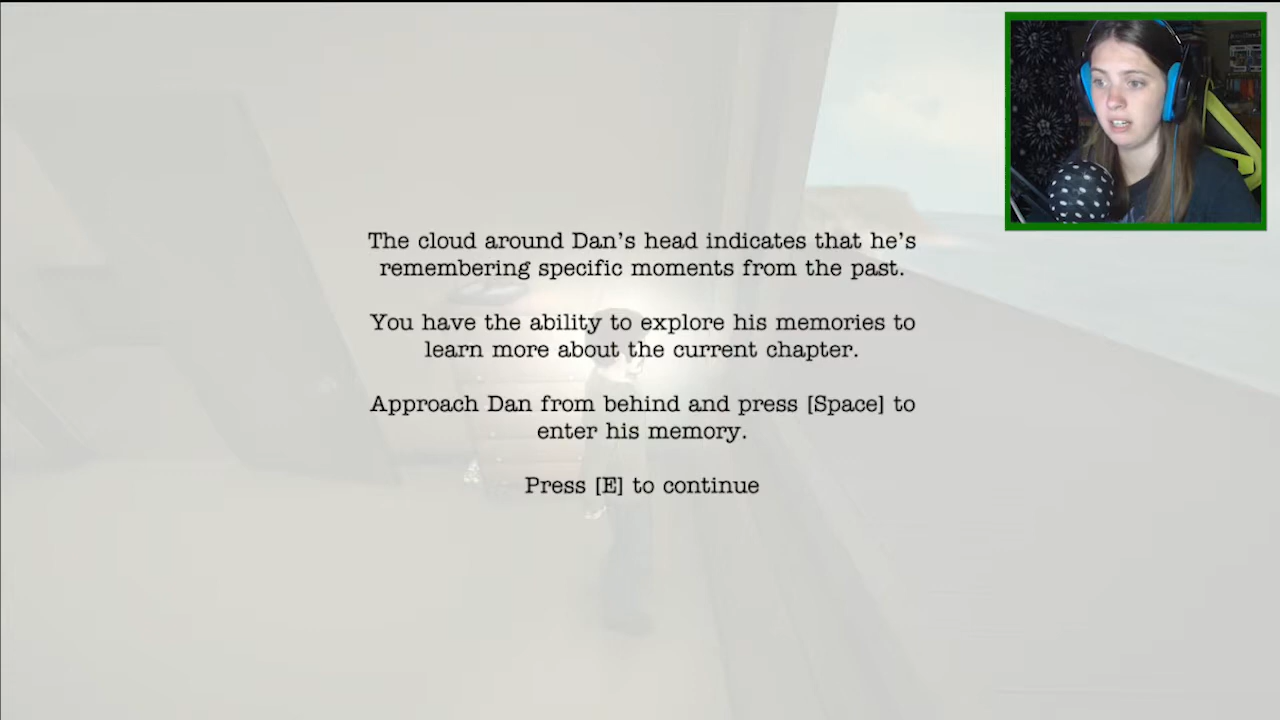 The cloud around Dan's head indicates that he's
remembering specific moments from the past.
You have the ability to explore his memories to
learn more about the current chapter.
Approach Dan from behind and press [Space] to
enter his memory.
Press [E] to continue